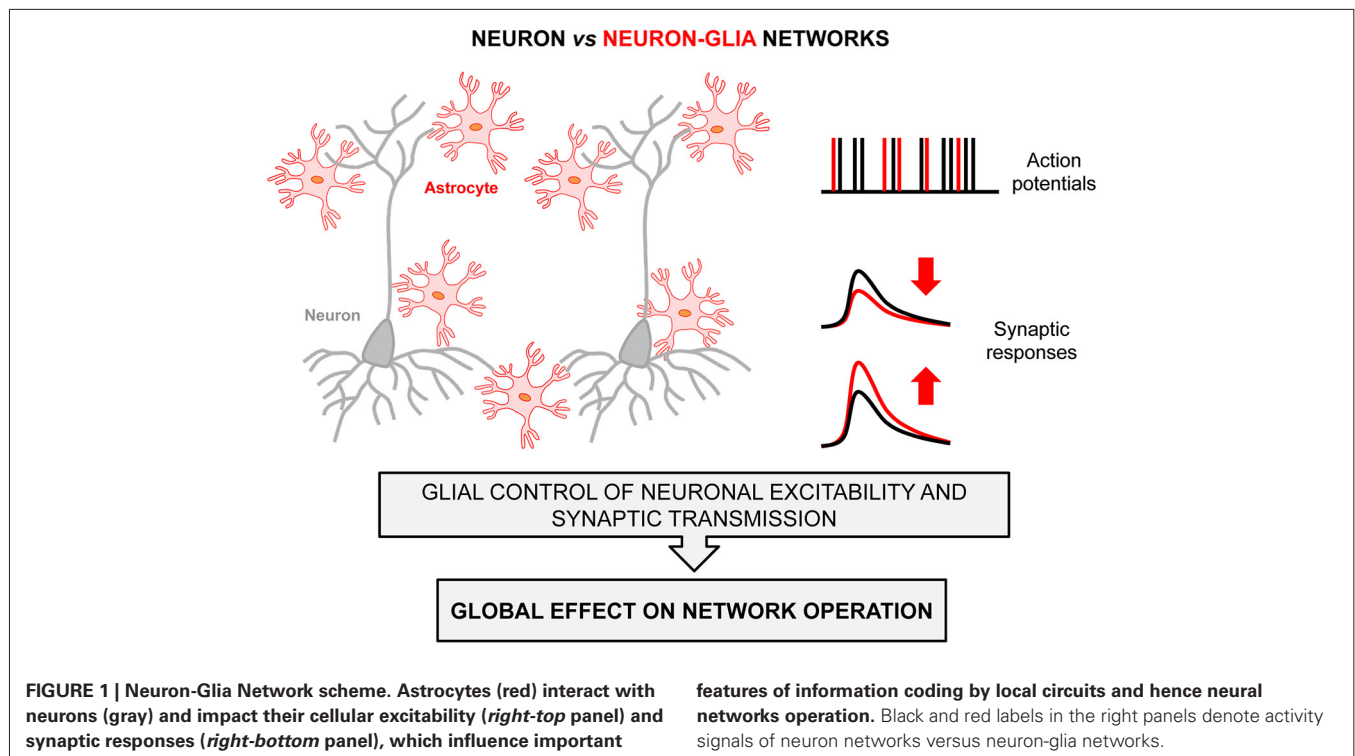 NEURON vs NEURON-GLIA NETWORKS
Astrocyte
Neuron
Action
potentials
Synaptic
responses
GLIAL CONTROL OF NEURONAL EXCITABILITY AND
SYNAPTIC TRANSMISSION
GLOBAL EFFECT ON NETWORK OPERATION
FIGURE 1 | Neuron-Glia Network scheme. Astrocytes (red) interact with
neurons (gray) and impact their cellular excitability (right-top panel) and
synaptic responses (right-bottom panel), which influence important
features of information coding by local circuits and hence neural
networks operation. Black and red labels in the right panels denote activity
signals of neuron networks versus neuron-glia networks.